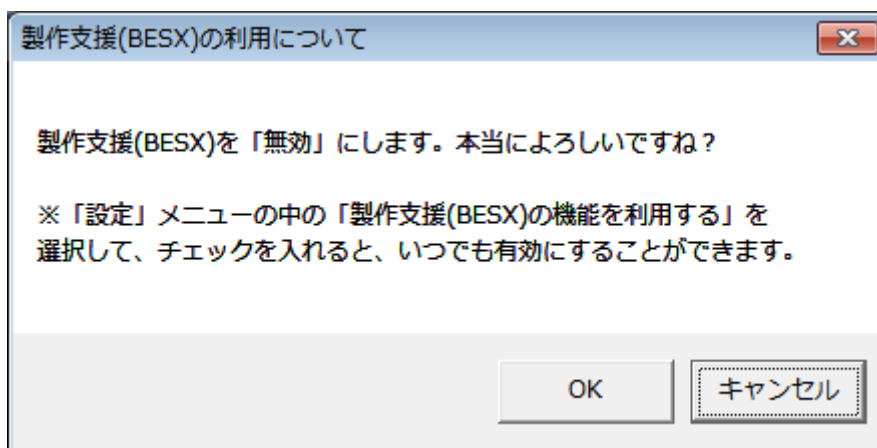 製作支援(BESX)の利用について
製作支援(BESX)を「無効」にします。本当によろしいですね？
※「設定」メニューの中の「製作支援(BESX)の機能を利用する」を
選択して、チェックを入れると、いつでも有効にすることができます。
OK
キャンセル